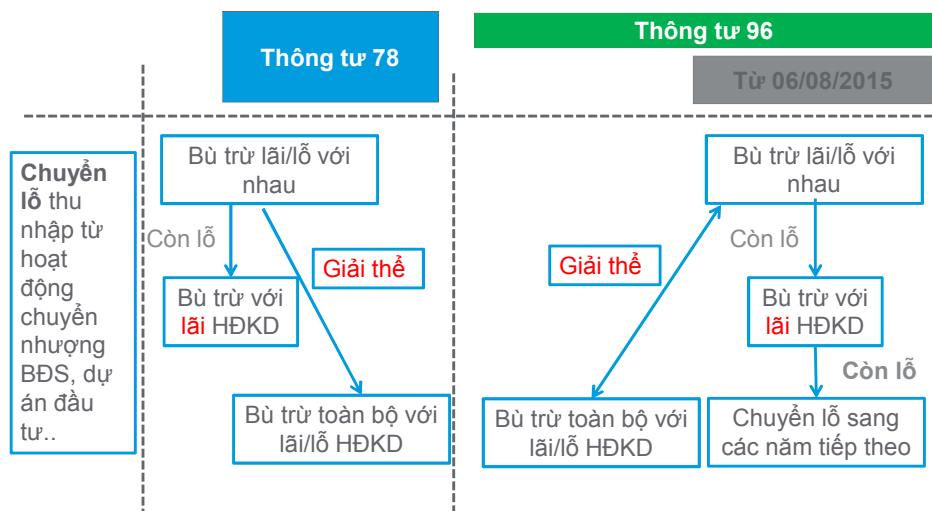 Thông tư 78
Thông tư 96
Từ 06/08/2015
Chuyển
lỗ thu
nhập từ
hoạt
động
chuyển
nhượng
BĐS, dự
án đầu
tư..
Bù trừ lãi/lỗ với
nhau
Còn lỗ
Giải thể
Bù trừ với
lãi HĐKD
Bù trừ toàn bộ với
lãi/lỗ HĐKD
Bù trừ lãi/lỗ với
nhau
Giải thể
Còn lỗ
Bù trừ với
lãi HĐKD
Còn lỗ
Bù trừ toàn bộ với
lãi/lỗ HĐKD
Chuyển lỗ sang
các năm tiếp theo